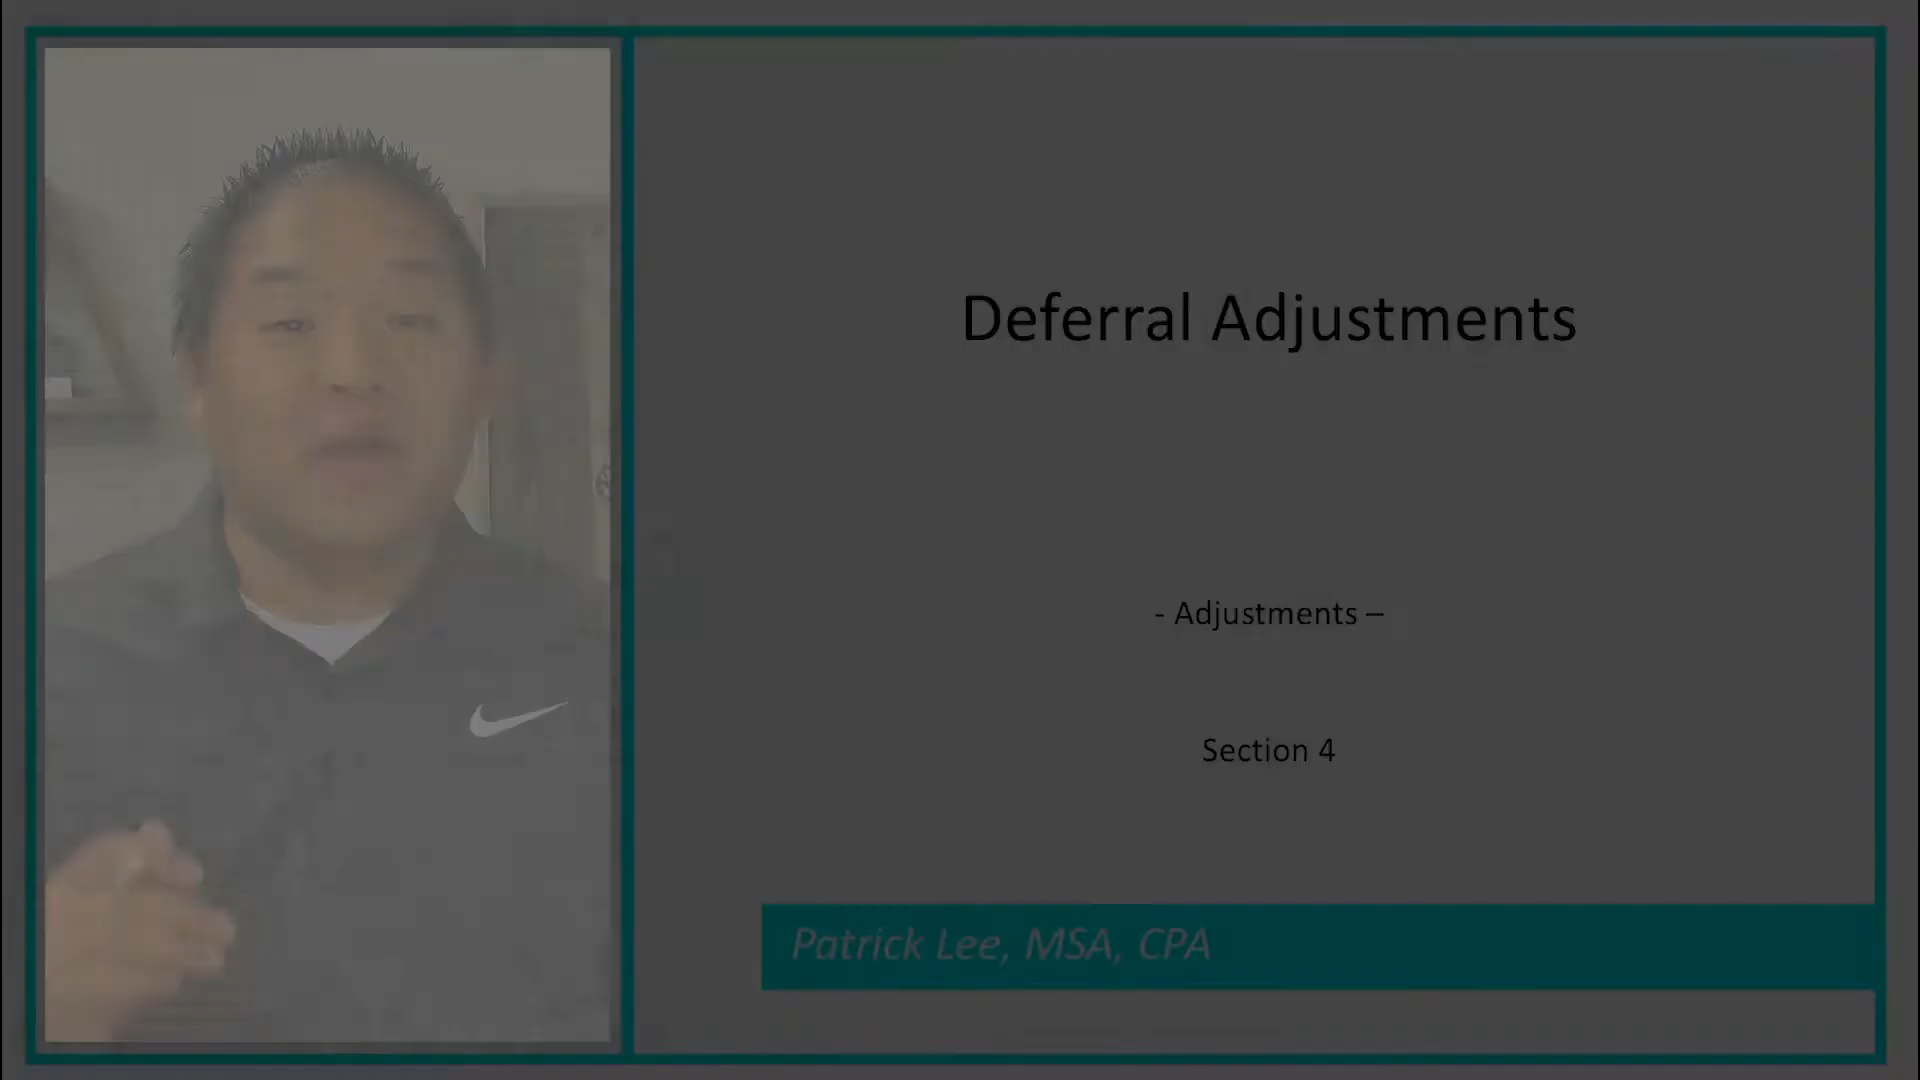 Deferral Adjustments
- Adjustments –
Section 4
Patrick Lee, MSA, CPA